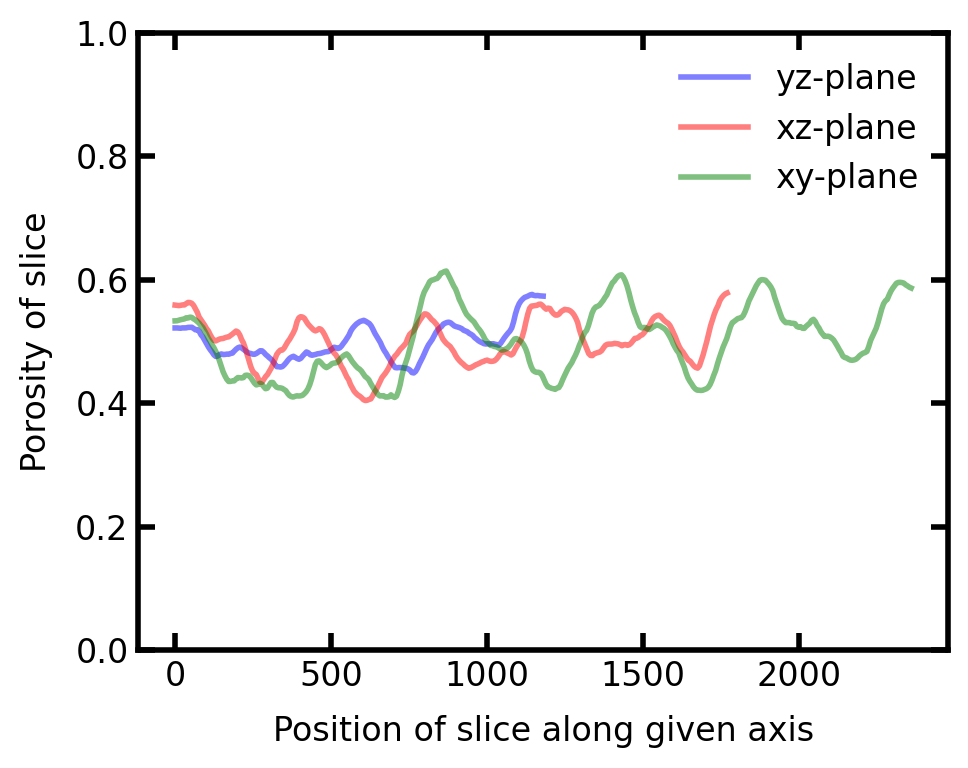 1.0
0.8
0.6
0.4
0.2
0.0
Porosity of slice
yz-plane
xz-plane
xy-plane
0 500 1000 1500 2000
Position of slice along given axis